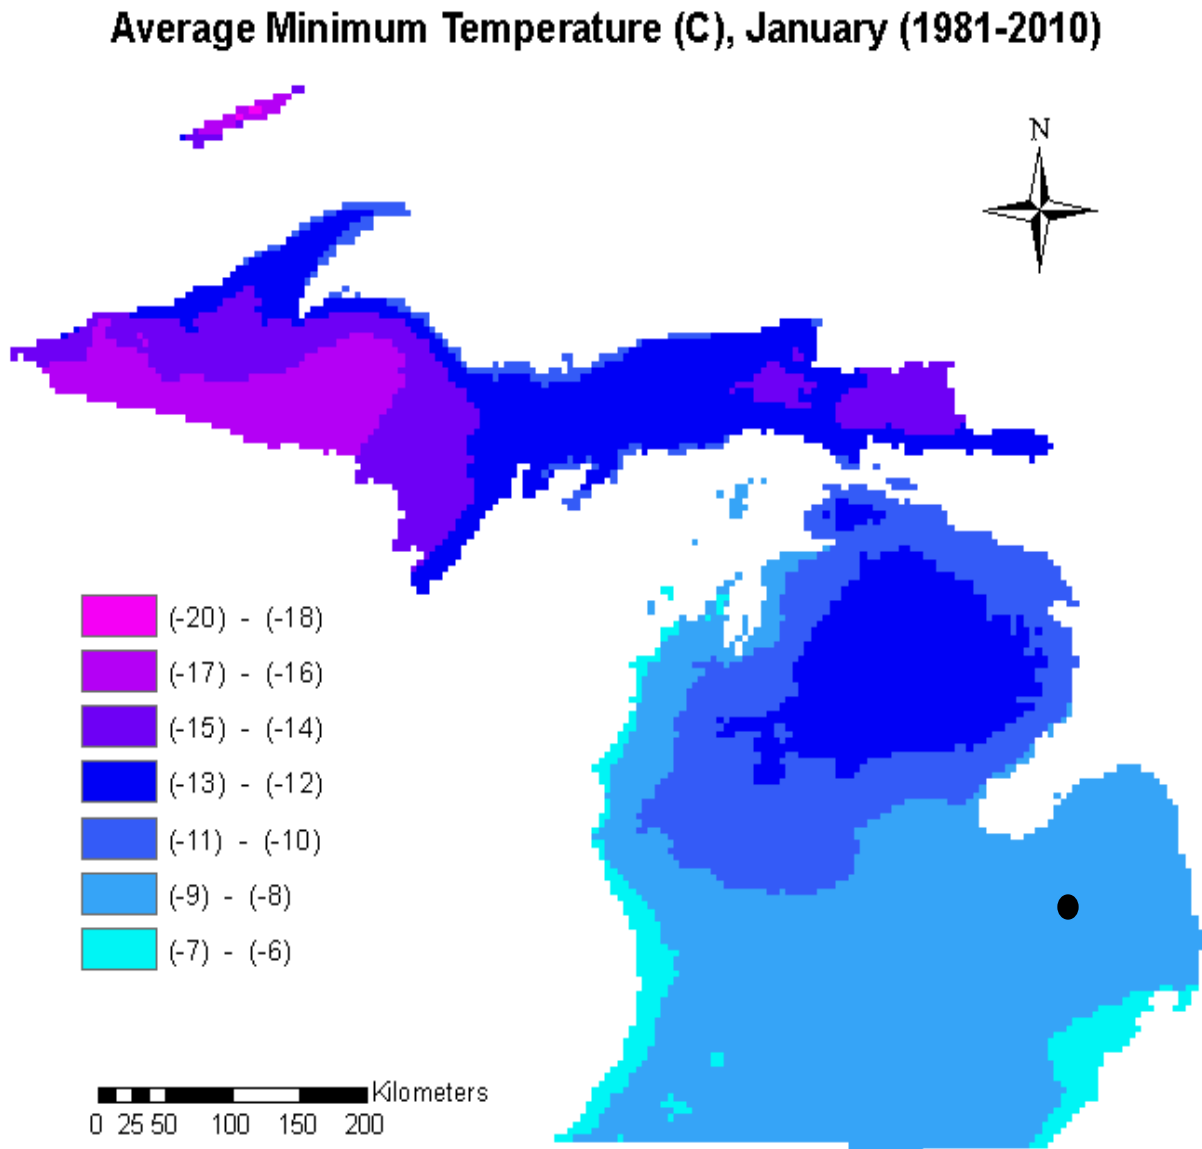 Average Minimum Temperature (C), January (1981-2010)
N
(-20) - (-18)
(-17) - (-16)
(-15) - (-14)
(-13) - (-12)
(-11) - (-10)
(-9) - (-8)
(-7) - (-6)
Kilometers
0 25 50 100 150 200